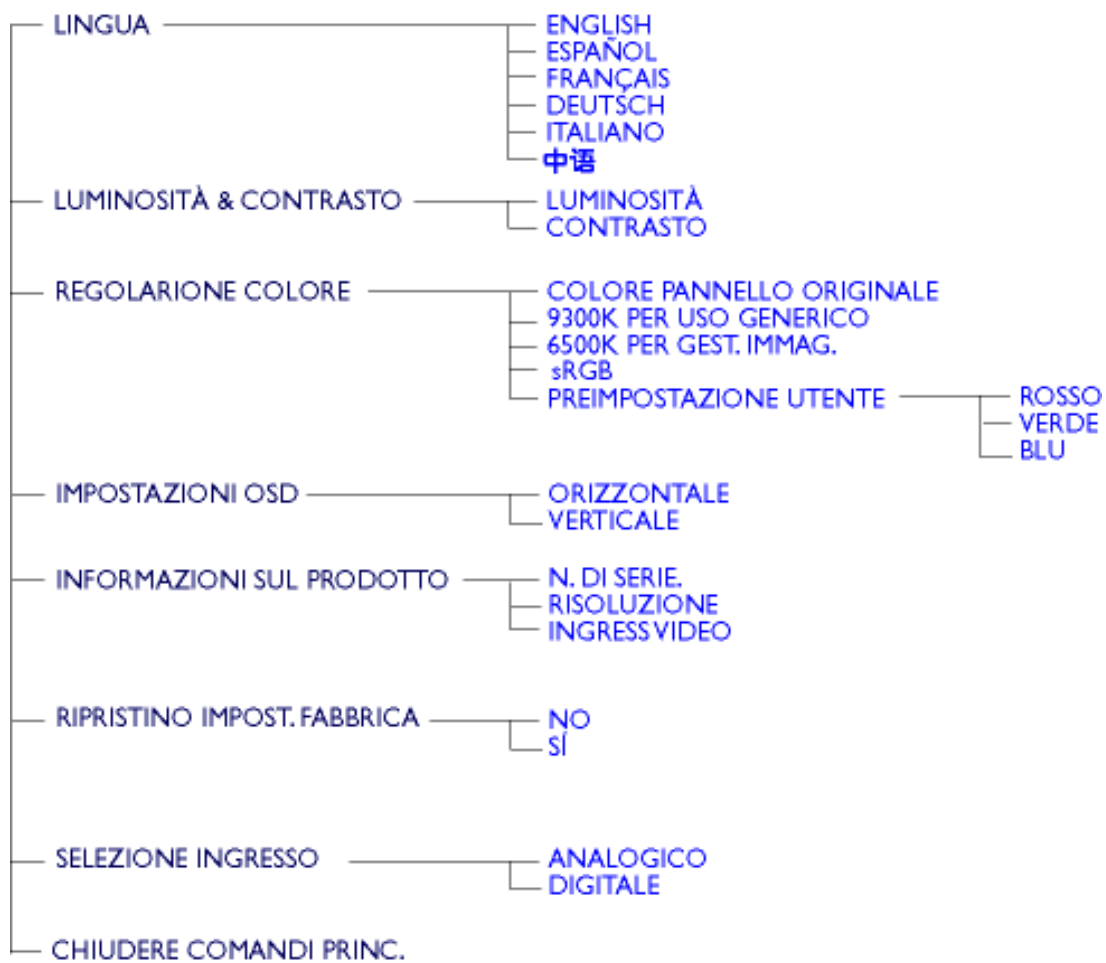 LINGUA
ENGLISH
ESPAÑOL
FRANÇAIS
DEUTSCH
ITALIANO
中语
LUMINOSITÀ & CONTRASTO
LUMINOSITÀ
CONTRASTO
REGOLARIONE COLORE
COLORE PANNELLO ORIGINALE
9300K PER USO GENERICO
6500K PER GEST. IMMAG.
sRGB
PREIMPOSTAZIONE UTENTE
ROSSO
VERDE
BLU
IMPOSTAZIONI OSD
ORIZZONTALE
VERTICALE
INFORMAZIONI SUL PRODOTTO
N. DI SERIE.
RISOLUZIONE
INGRESS VIDEO
RIPRISTINO IMPOST. FABBRICA
NO
SÍ
SELEZIONE INGRESSO
ANALOGICO
DIGITALE
CHIUDERE COMANDI PRINC.